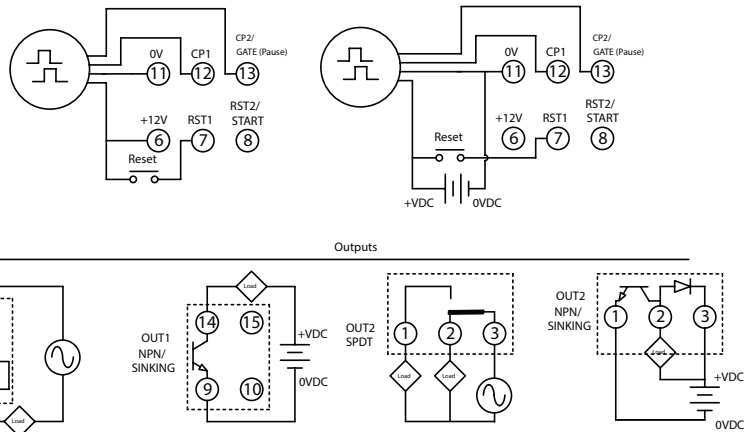 CP2/
GATE (Pause)
0V CP1
11 12 13
RST2/
START
+12V RST1
6 7 8
Reset
CP2/
GATE (Pause)
0V CP1
11 12 13
RST2/
START
+12V RST1
6 7 8
Reset
+VDC 0VDC
Outputs
Load
OUT1
NPN/
SINKING
Load
14 15
9 10
+VDC
0VDC
OUT2
SPDT
1 2 3
Load Load
OUT2
NPN/
SINKING
1 2 3
Load
+VDC
0VDC